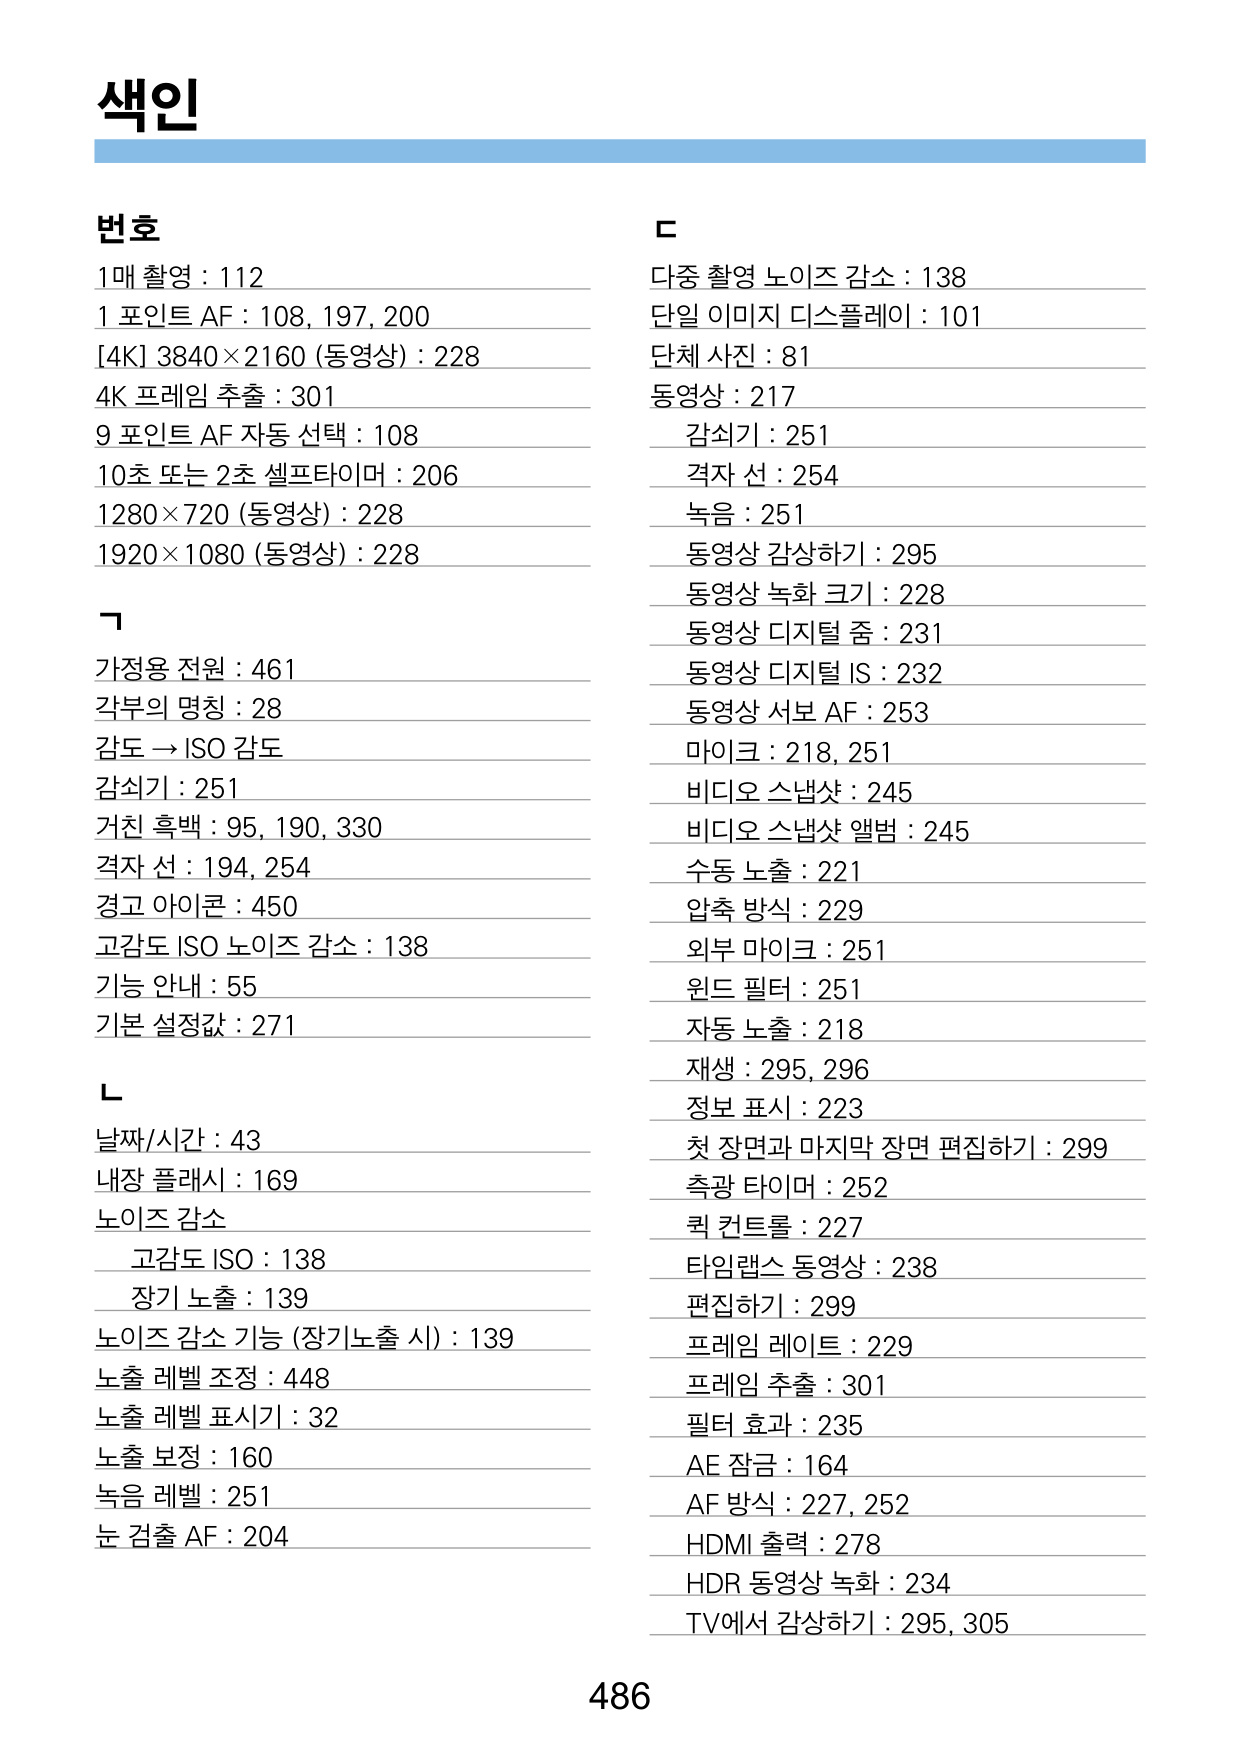 색인
번호
1매 촬영 : 112
1 포인트 AF : 108, 197, 200
[4K] 3840×2160 (동영상) : 228
4K 프레임 추출 : 301
9 포인트 AF 자동 선택 : 108
10초 또는 2초 셀프타이머 : 206
1280×720 (동영상) : 228
1920×1080 (동영상) : 228
ㄱ
가정용 전원 : 461
각부의 명칭 : 28
감도 → ISO 감도
감쇠기 : 251
거친 흑백 : 95, 190, 330
격자 선 : 194, 254
경고 아이콘 : 450
고감도 ISO 노이즈 감소 : 138
기능 안내 : 55
기본 설정값 : 271
ㄴ
날짜/시간 : 43
내장 플래시 : 169
노이즈 감소
고감도 ISO : 138
장기 노출 : 139
노이즈 감소 기능 (장기노출 시) : 139
노출 레벨 조정 : 448
노출 레벨 표시기 : 32
노출 보정 : 160
녹음 레벨 : 251
눈 검출 AF : 204
ㄷ
다중 촬영 노이즈 감소 : 138
단일 이미지 디스플레이 : 101
단체 사진 : 81
동영상 : 217
감쇠기 : 251
격자 선 : 254
녹음 : 251
동영상 감상하기 : 295
동영상 녹화 크기 : 228
동영상 디지털 줌 : 231
동영상 디지털 IS : 232
동영상 서보 AF : 253
마이크 : 218, 251
비디오 스냅샷 : 245
비디오 스냅샷 앨범 : 245
수동 노출 : 221
압축 방식 : 229
외부 마이크 : 251
윈드 필터 : 251
자동 노출 : 218
재생 : 295, 296
정보 표시 : 223
첫 장면과 마지막 장면 편집하기 : 299
측광 타이머 : 252
퀵 컨트롤 : 227
타임랩스 동영상 : 238
편집하기 : 299
프레임 레이트 : 229
프레임 추출 : 301
필터 효과 : 235
AE 잠금 : 164
AF 방식 : 227, 252
HDMI 출력 : 278
HDR 동영상 녹화 : 234
TV에서 감상하기 : 295, 305
486